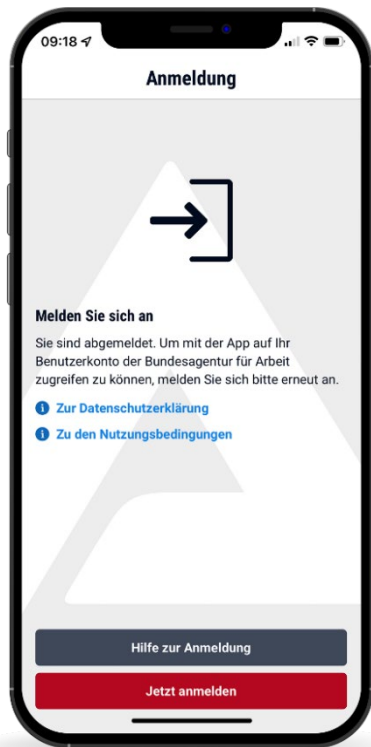 09:18
Anmeldung
Melden Sie sich an
Sie sind abgemeldet. Um mit der App auf Ihr
Benutzerkonto der Bundesagentur für Arbeit
zugreifen zu können, melden Sie sich bitte erneut an.
Zur Datenschutzerklärung
Zu den Nutzungsbedingungen
Hilfe zur Anmeldung
Jetzt anmelden